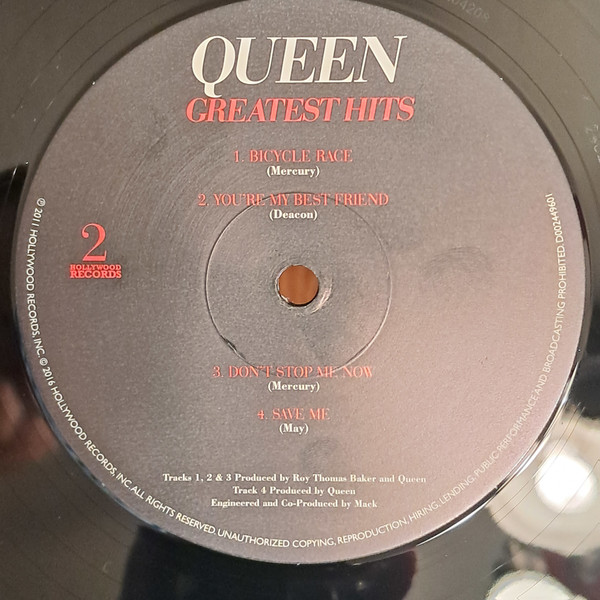 QUEEN
GREATEST HITS
1. BICYCLE RACE
(Mercury)
2. YOU'RE MY BEST FRIEND
(Deacon)
2
HOLLYWOOD
RECORDS
3. DON'T STOP ME NOW
(Mercury)
4. SAVE ME
(May)
Tracks 1, 2 & 3 Produced by Roy Thomas Baker and Queen
Track 4 Produced by Queen
Engineered and Co-Produced by Mack
℗ 2011 HOLLYWOOD RECORDS, INC. © 2016 HOLLYWOOD RECORDS, INC. ALL RIGHTS RESERVED. UNAUTHORIZED COPYING, REPRODUCTION, HIRING, LENDING, PUBLIC PERFORMANCE AND BROADCASTING PROHIBITED. D002449601